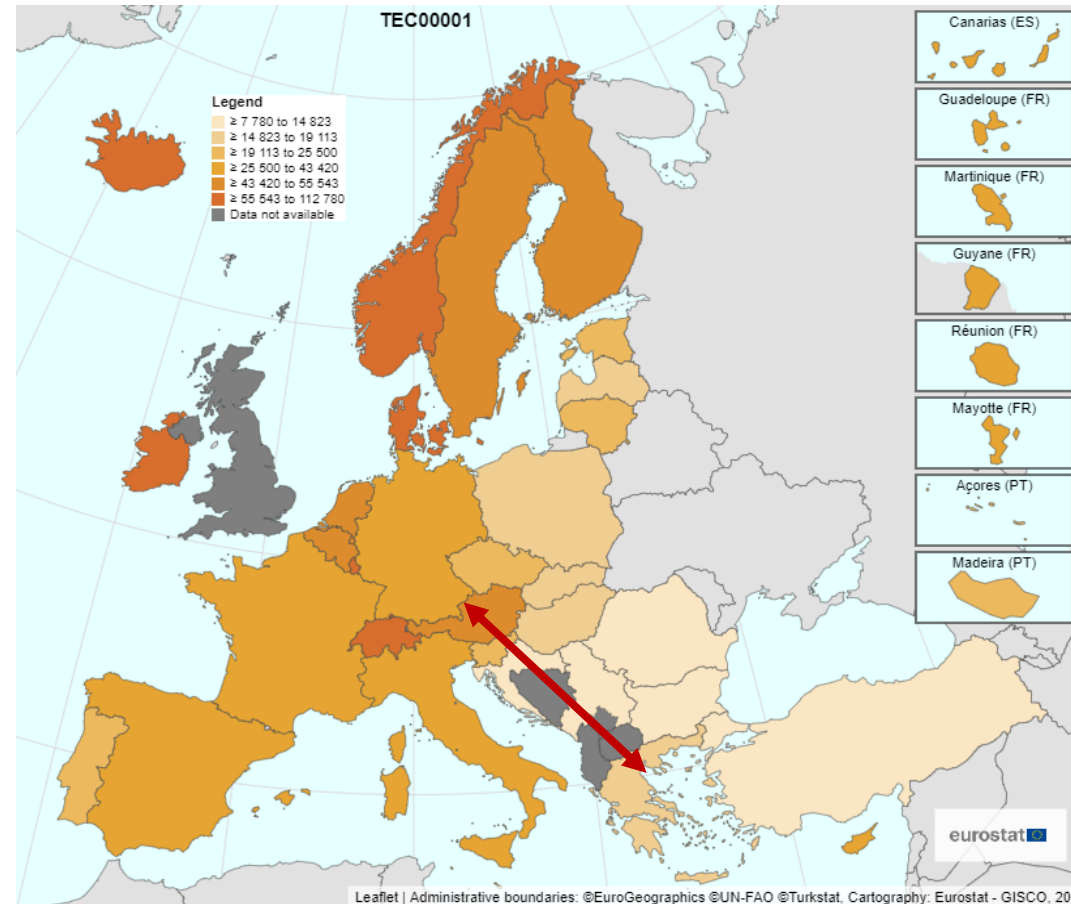 TEC00001
Legend
≥ 7 780 to 14 823
≥ 14 823 to 19 113
≥ 19 113 to 25 500
≥ 25 500 to 43 420
≥ 43 420 to 55 543
≥ 55 543 to 112 780
Data not available
Canarias (ES)
Guadeloupe (FR)
Martinique (FR)
Guyane (FR)
Réunion (FR)
Mayotte (FR)
Açores (PT)
Madeira (PT)
eurostat
Leaflet | Administrative boundaries: ©EuroGeographics ©UN-FAO ©Turkstat, Cartography: Eurostat - GISCO, 20